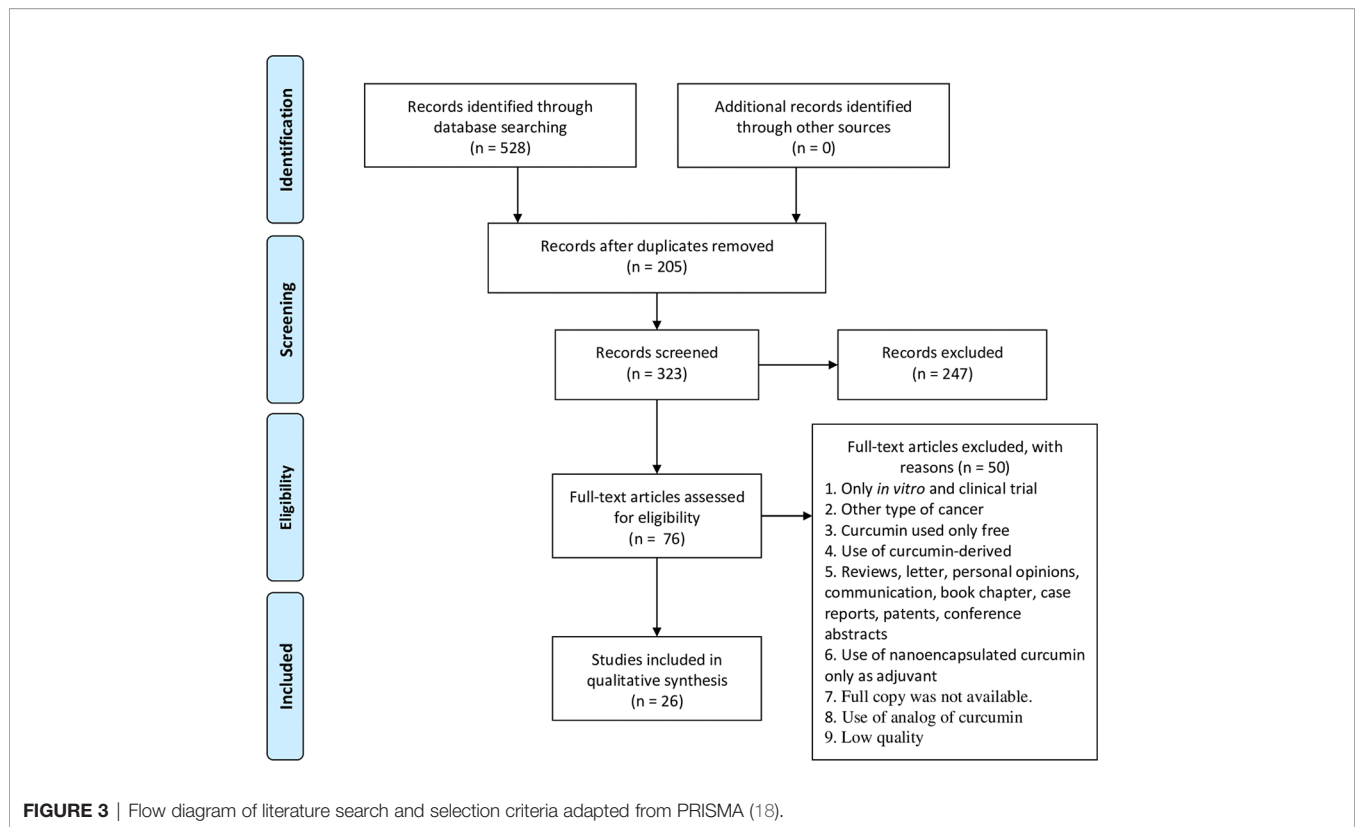 Identification
Records identified through
database searching
(n = 528)
Additional records identified
through other sources
(n = 0)
Screening
Records after duplicates removed
(n = 205)
Records screened
(n = 323)
Records excluded
(n = 247)
Eligibility
Full-text articles assessed
for eligibility
(n = 76)
Full-text articles excluded, with
reasons (n = 50)
1. Only in vitro and clinical trial
2. Other type of cancer
3. Curcumin used only free
4. Use of curcumin-derived
5. Reviews, letter, personal opinions,
communication, book chapter, case
reports, patents, conference
abstracts
6. Use of nanoencapsulated curcumin
only as adjuvant
7. Full copy was not available.
8. Use of analog of curcumin
9. Low quality
Included
Studies included in
qualitative synthesis
(n = 26)
FIGURE 3 | Flow diagram of literature search and selection criteria adapted from PRISMA (18).